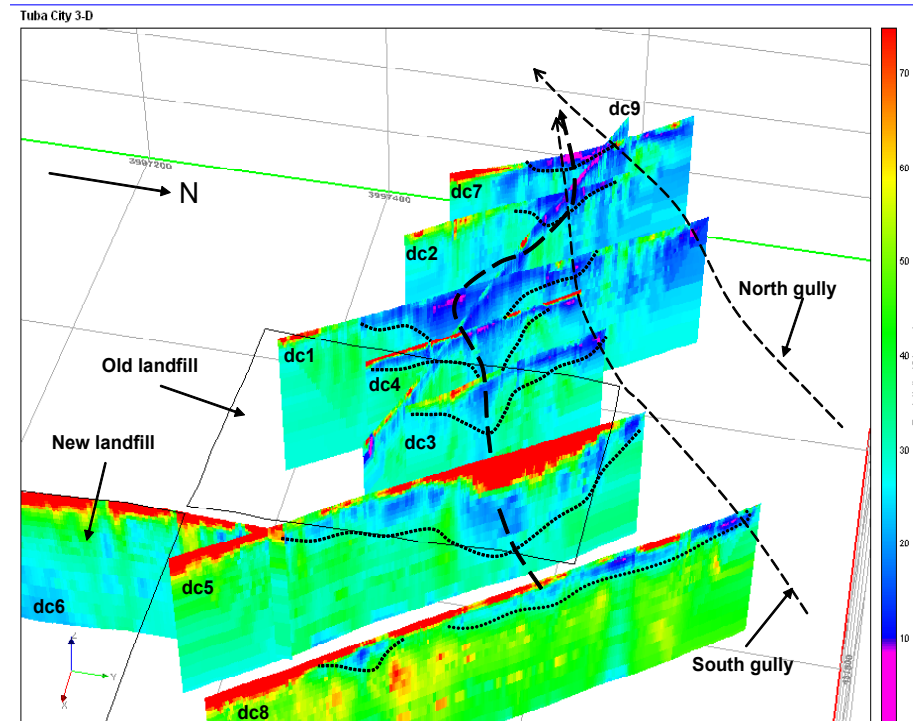 Tuba City 3-D
70
dc9
3997200
N
dc7
3997400
60
dc2
North gully
50
dc1
Old landfill
dc4
40
New landfill
dc3
30
dc5
dc6
20
Z
Y
X
10
South gully
dc8